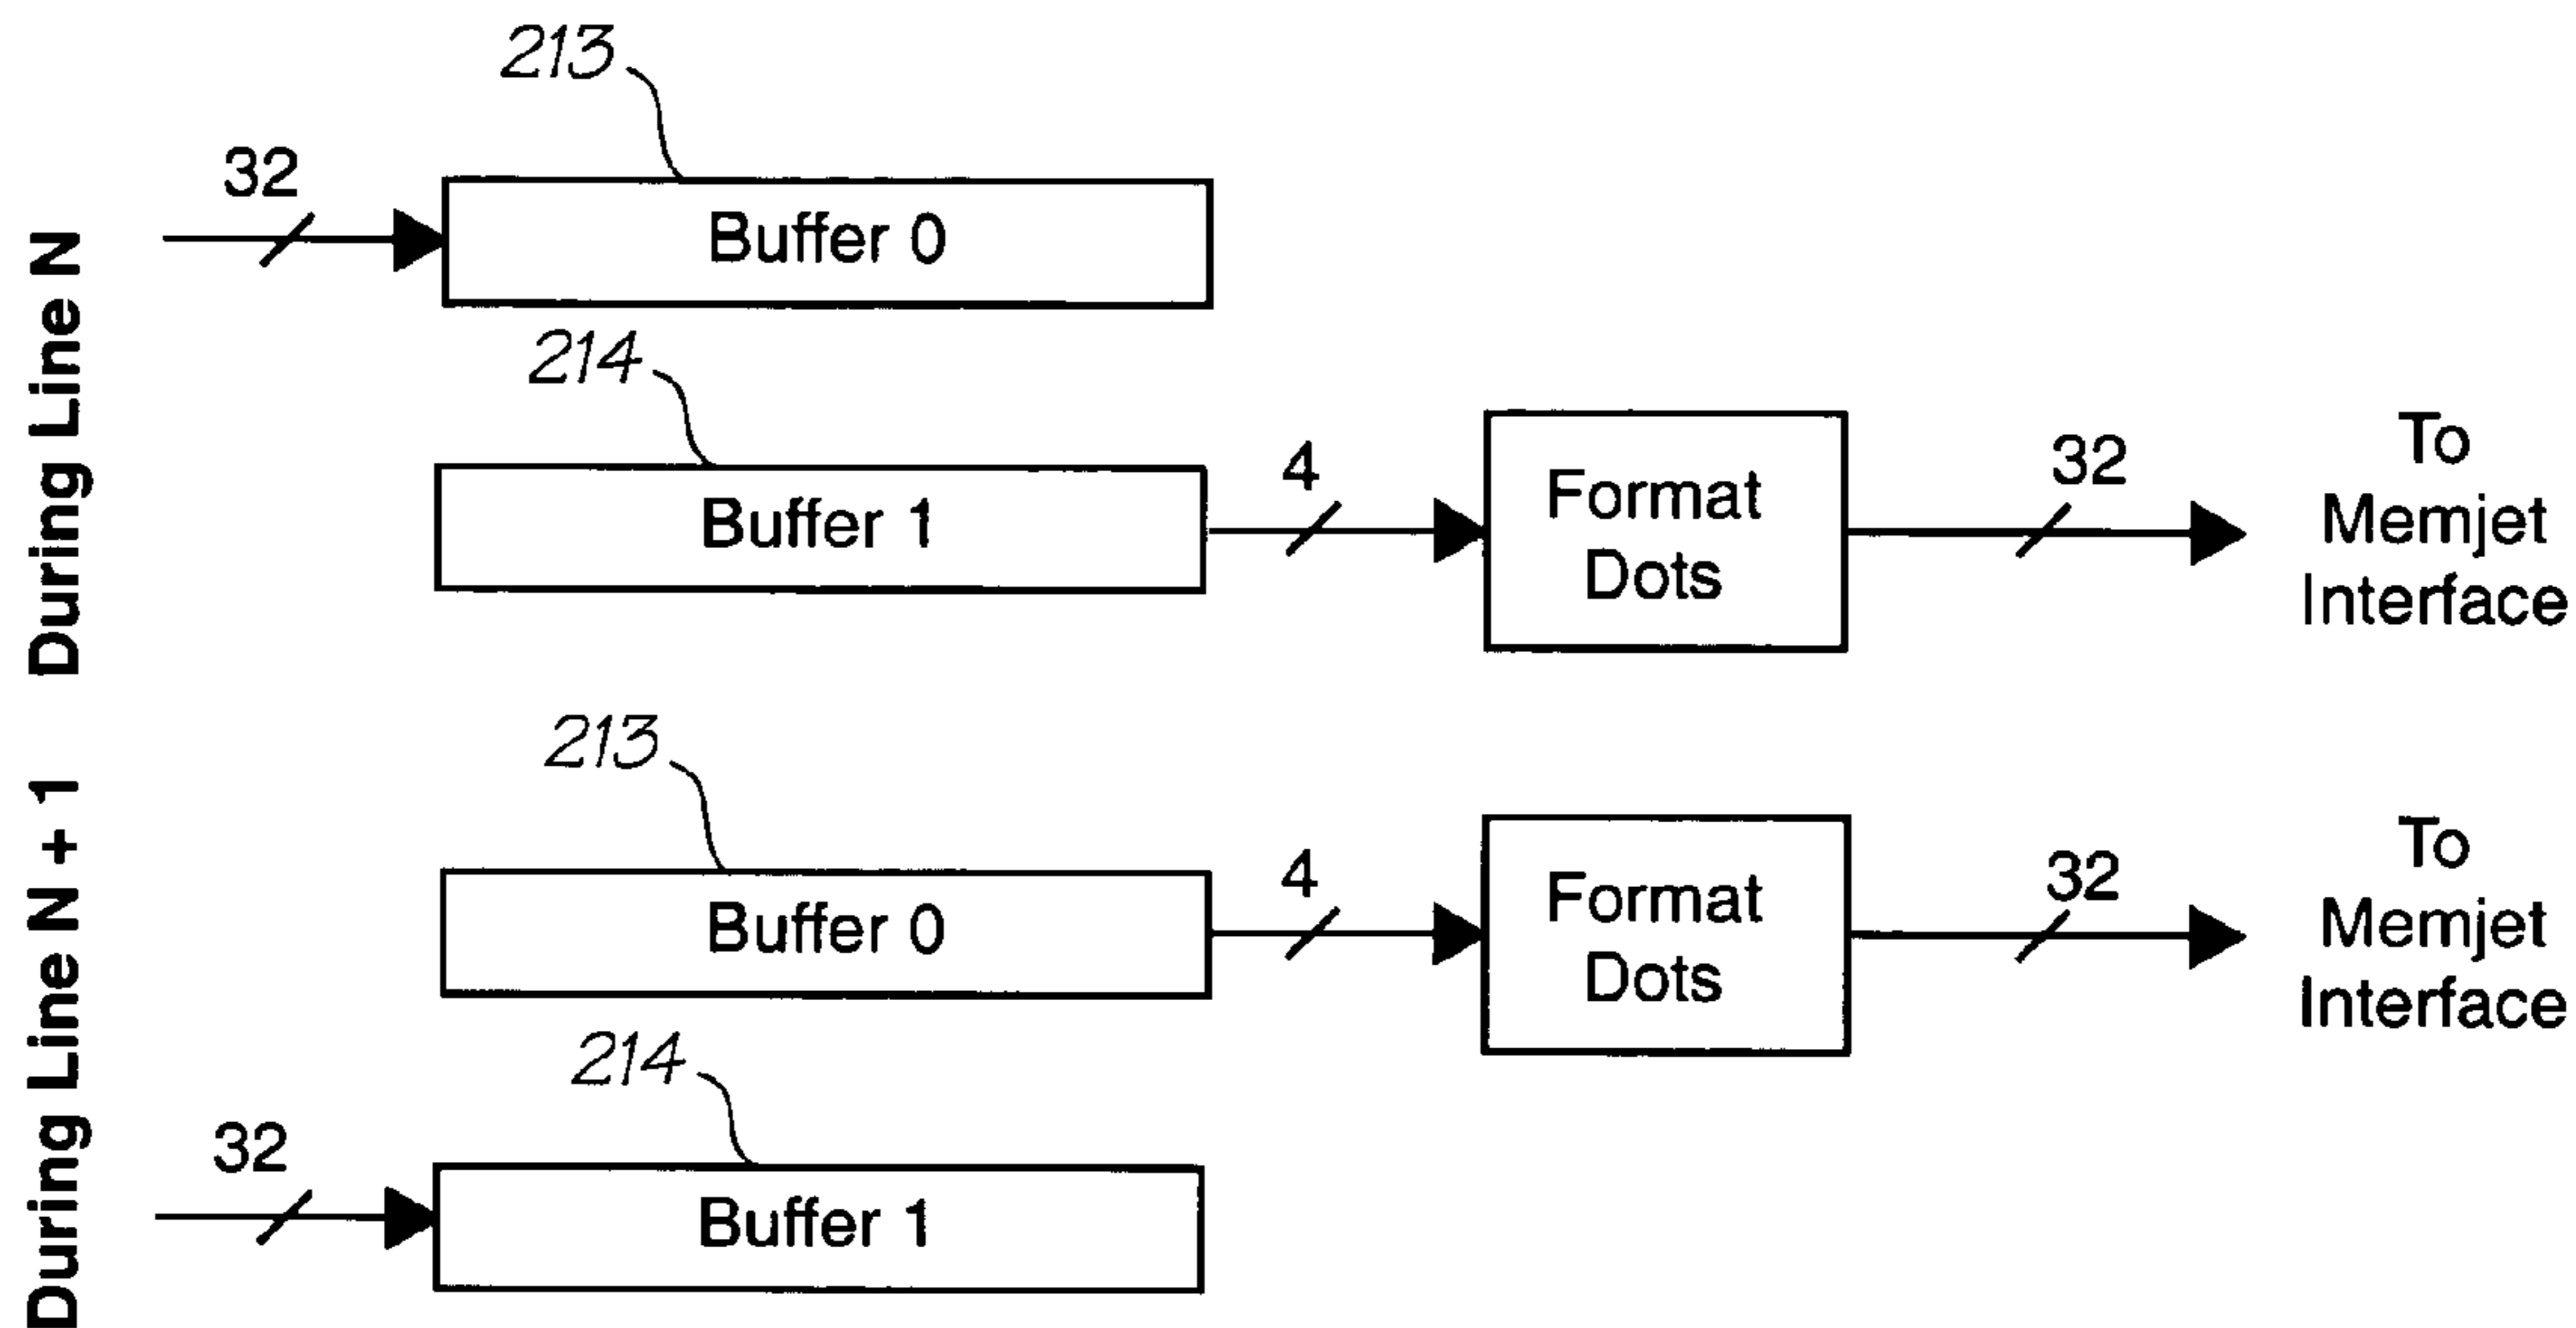 During Line N
213
32
Buffer 0
214
Buffer 1
4
Format
Dots
32
To
Memjet
Interface
During Line N + 1
213
Buffer 0
4
Format
Dots
32
To
Memjet
Interface
214
32
Buffer 1